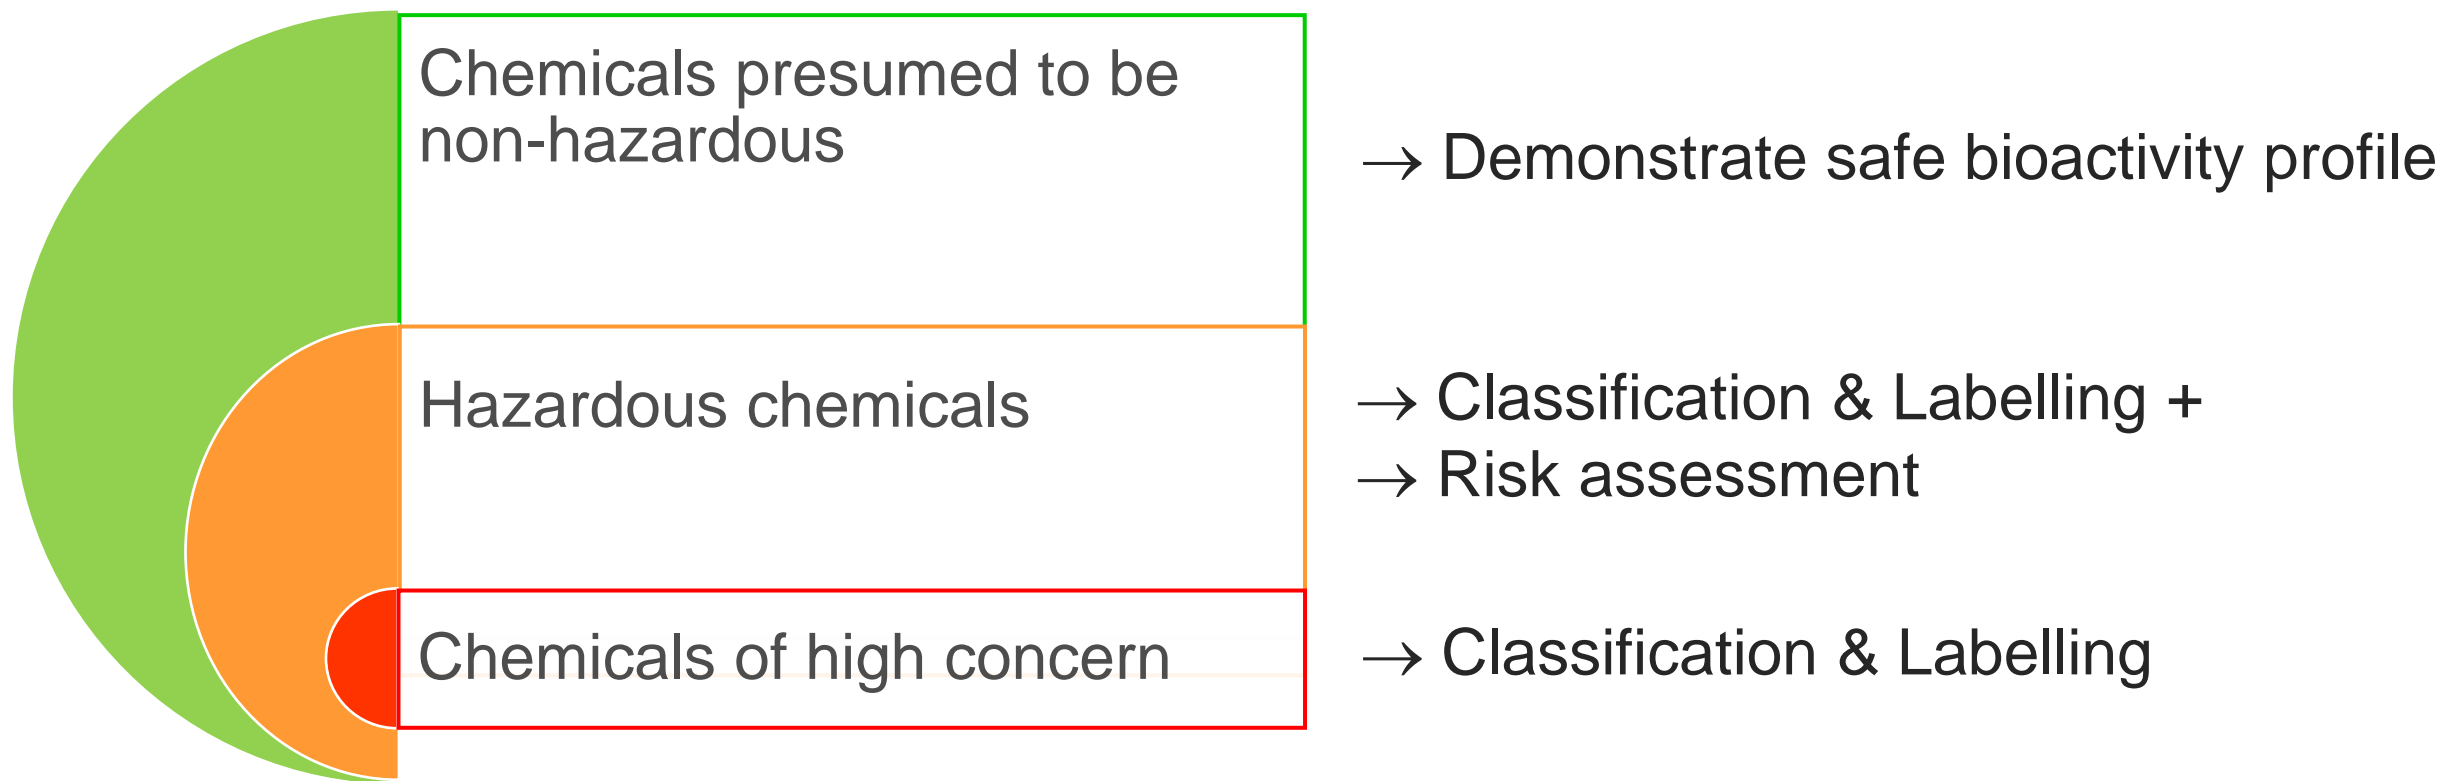 Chemicals presumed to be
non-hazardous
→ Demonstrate safe bioactivity profile
Hazardous chemicals
→ Classification & Labelling +
→ Risk assessment
Chemicals of high concern
→ Classification & Labelling